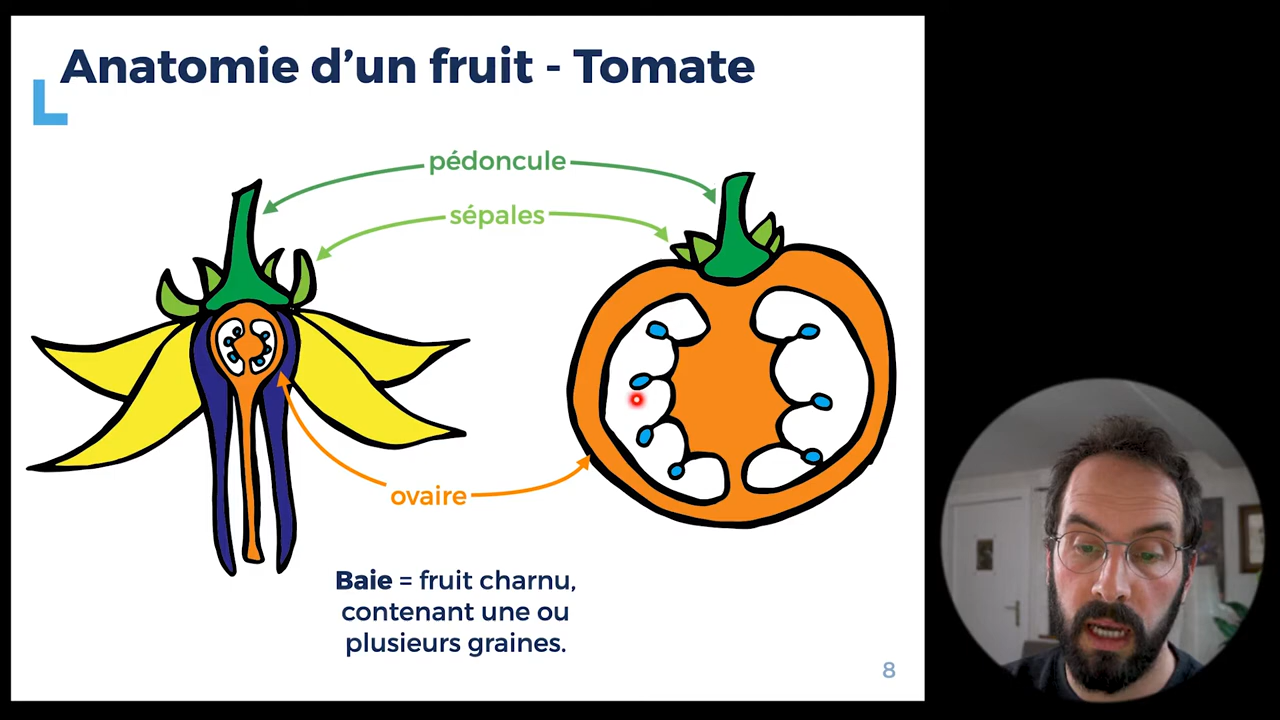 Anatomie d’un fruit - Tomate
pédoncule
sépales
ovaire
Baie = fruit charnu,
contenant une ou
plusieurs graines.
8